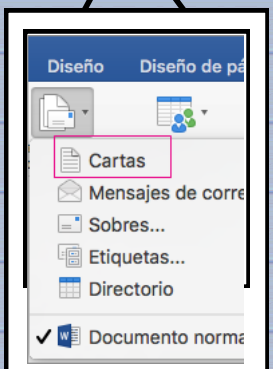 Diseño Diseño de pá
Cartas
Mensajes de corre
Sobres...
Etiquetas...
Directorio
Documento norma